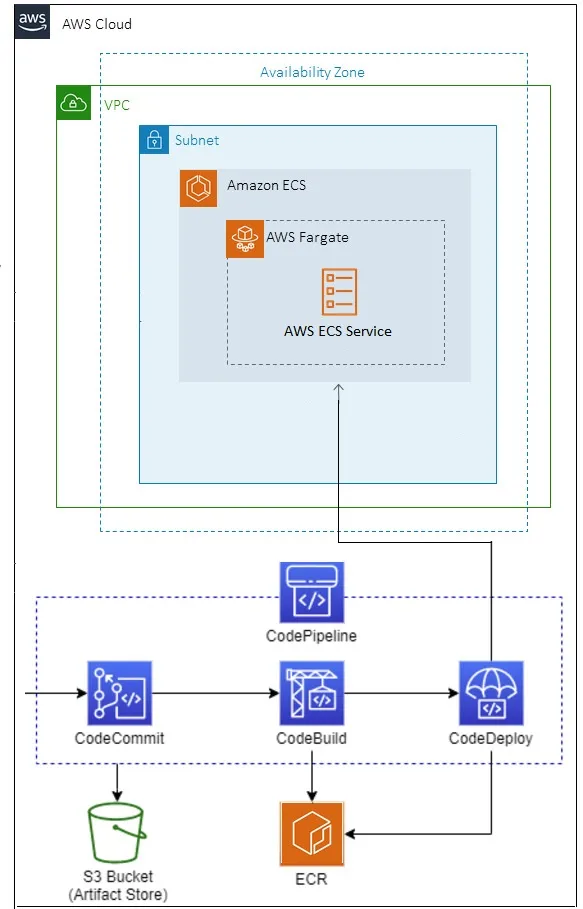 aws
AWS Cloud
Availability Zone
VPC
Subnet
Amazon ECS
AWS Fargate
AWS ECS Service
CodePipeline
CodeCommit
CodeBuild
CodeDeploy
S3 Bucket
(Artifact Store)
ECR